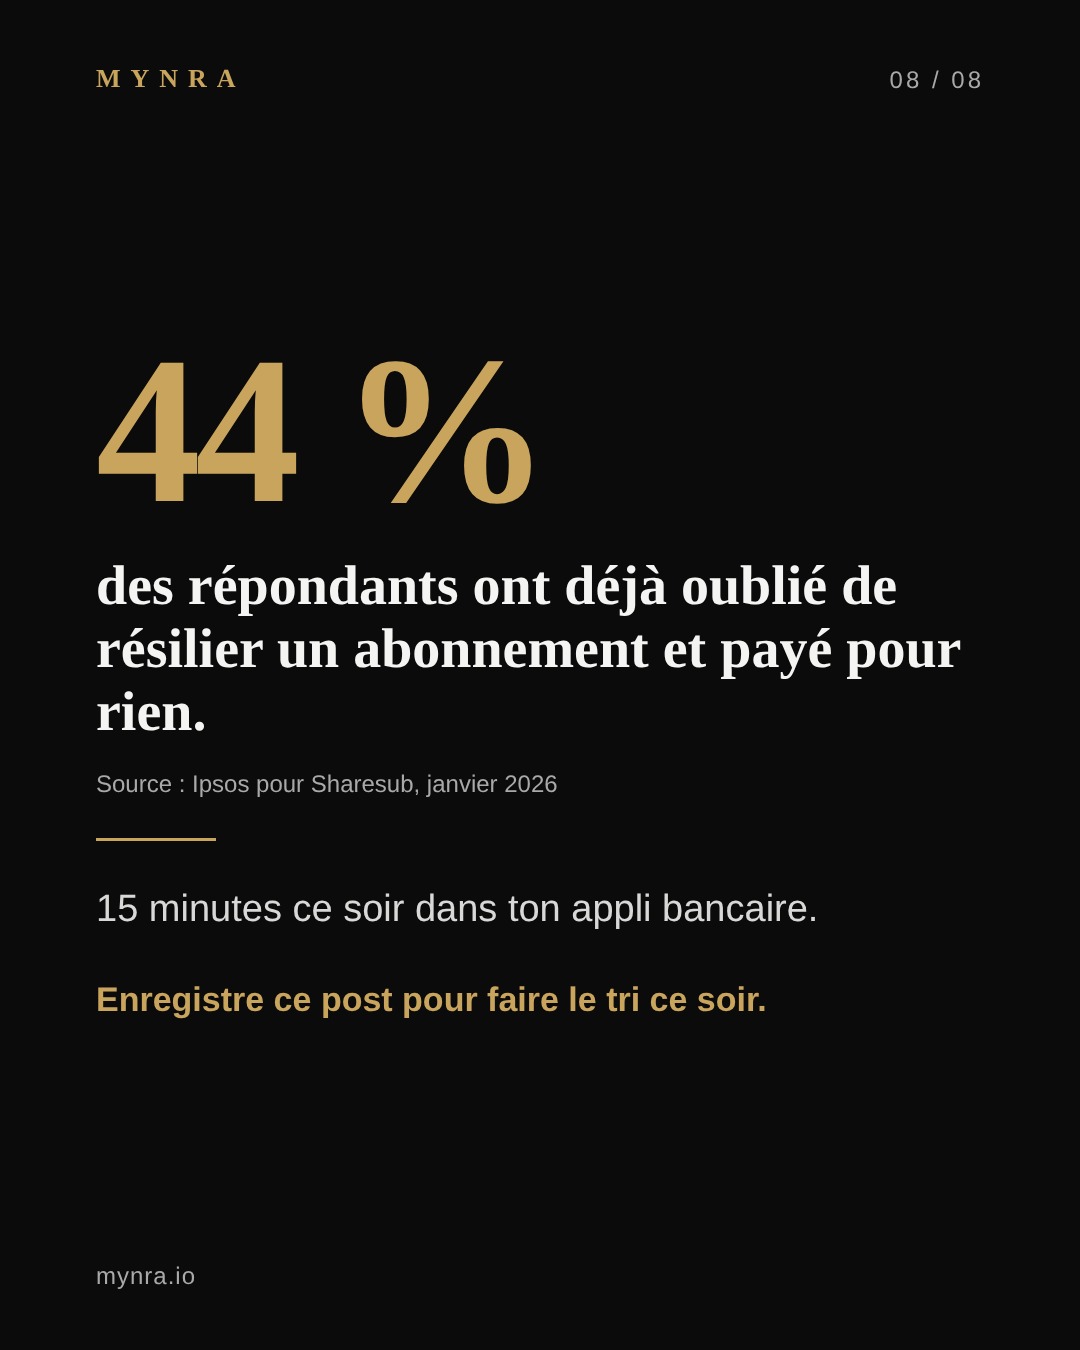 MYNRA
08 / 08
44 %
des répondants ont déjà oublié de
résilier un abonnement et payé pour
rien.
Source : Ipsos pour Sharesub, janvier 2026
15 minutes ce soir dans ton appli bancaire.
Enregistre ce post pour faire le tri ce soir.
mynra.io